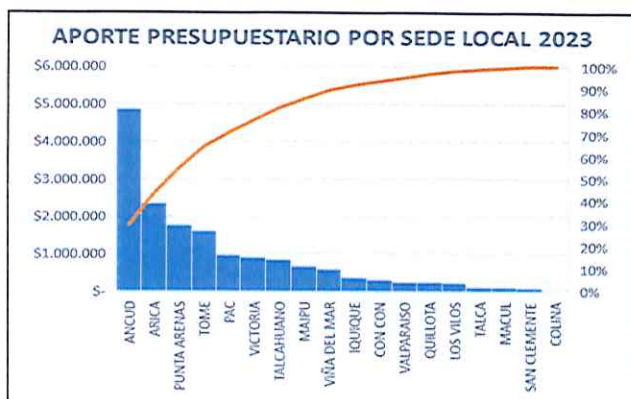 APORTE PRESUPUESTARIO POR SEDE LOCAL 2023
$6.000.000
$5.000.000
$4.000.000
$3.000.000
$2.000.000
$1.000.000
$-
100%
90%
80%
70%
60%
50%
40%
30%
20%
10%
0%
ANCUD
ARICA
PUNTA ARENAS
TOME
PAC
VICTORIA
TALCAHUANO
MAIPU
VIÑA DEL MAR
IQUIQUE
CON CON
VALPARAISO
QUILLOTA
LOS VILOS
TALCA
MACUL
SAN CLEMENTE
COLINA